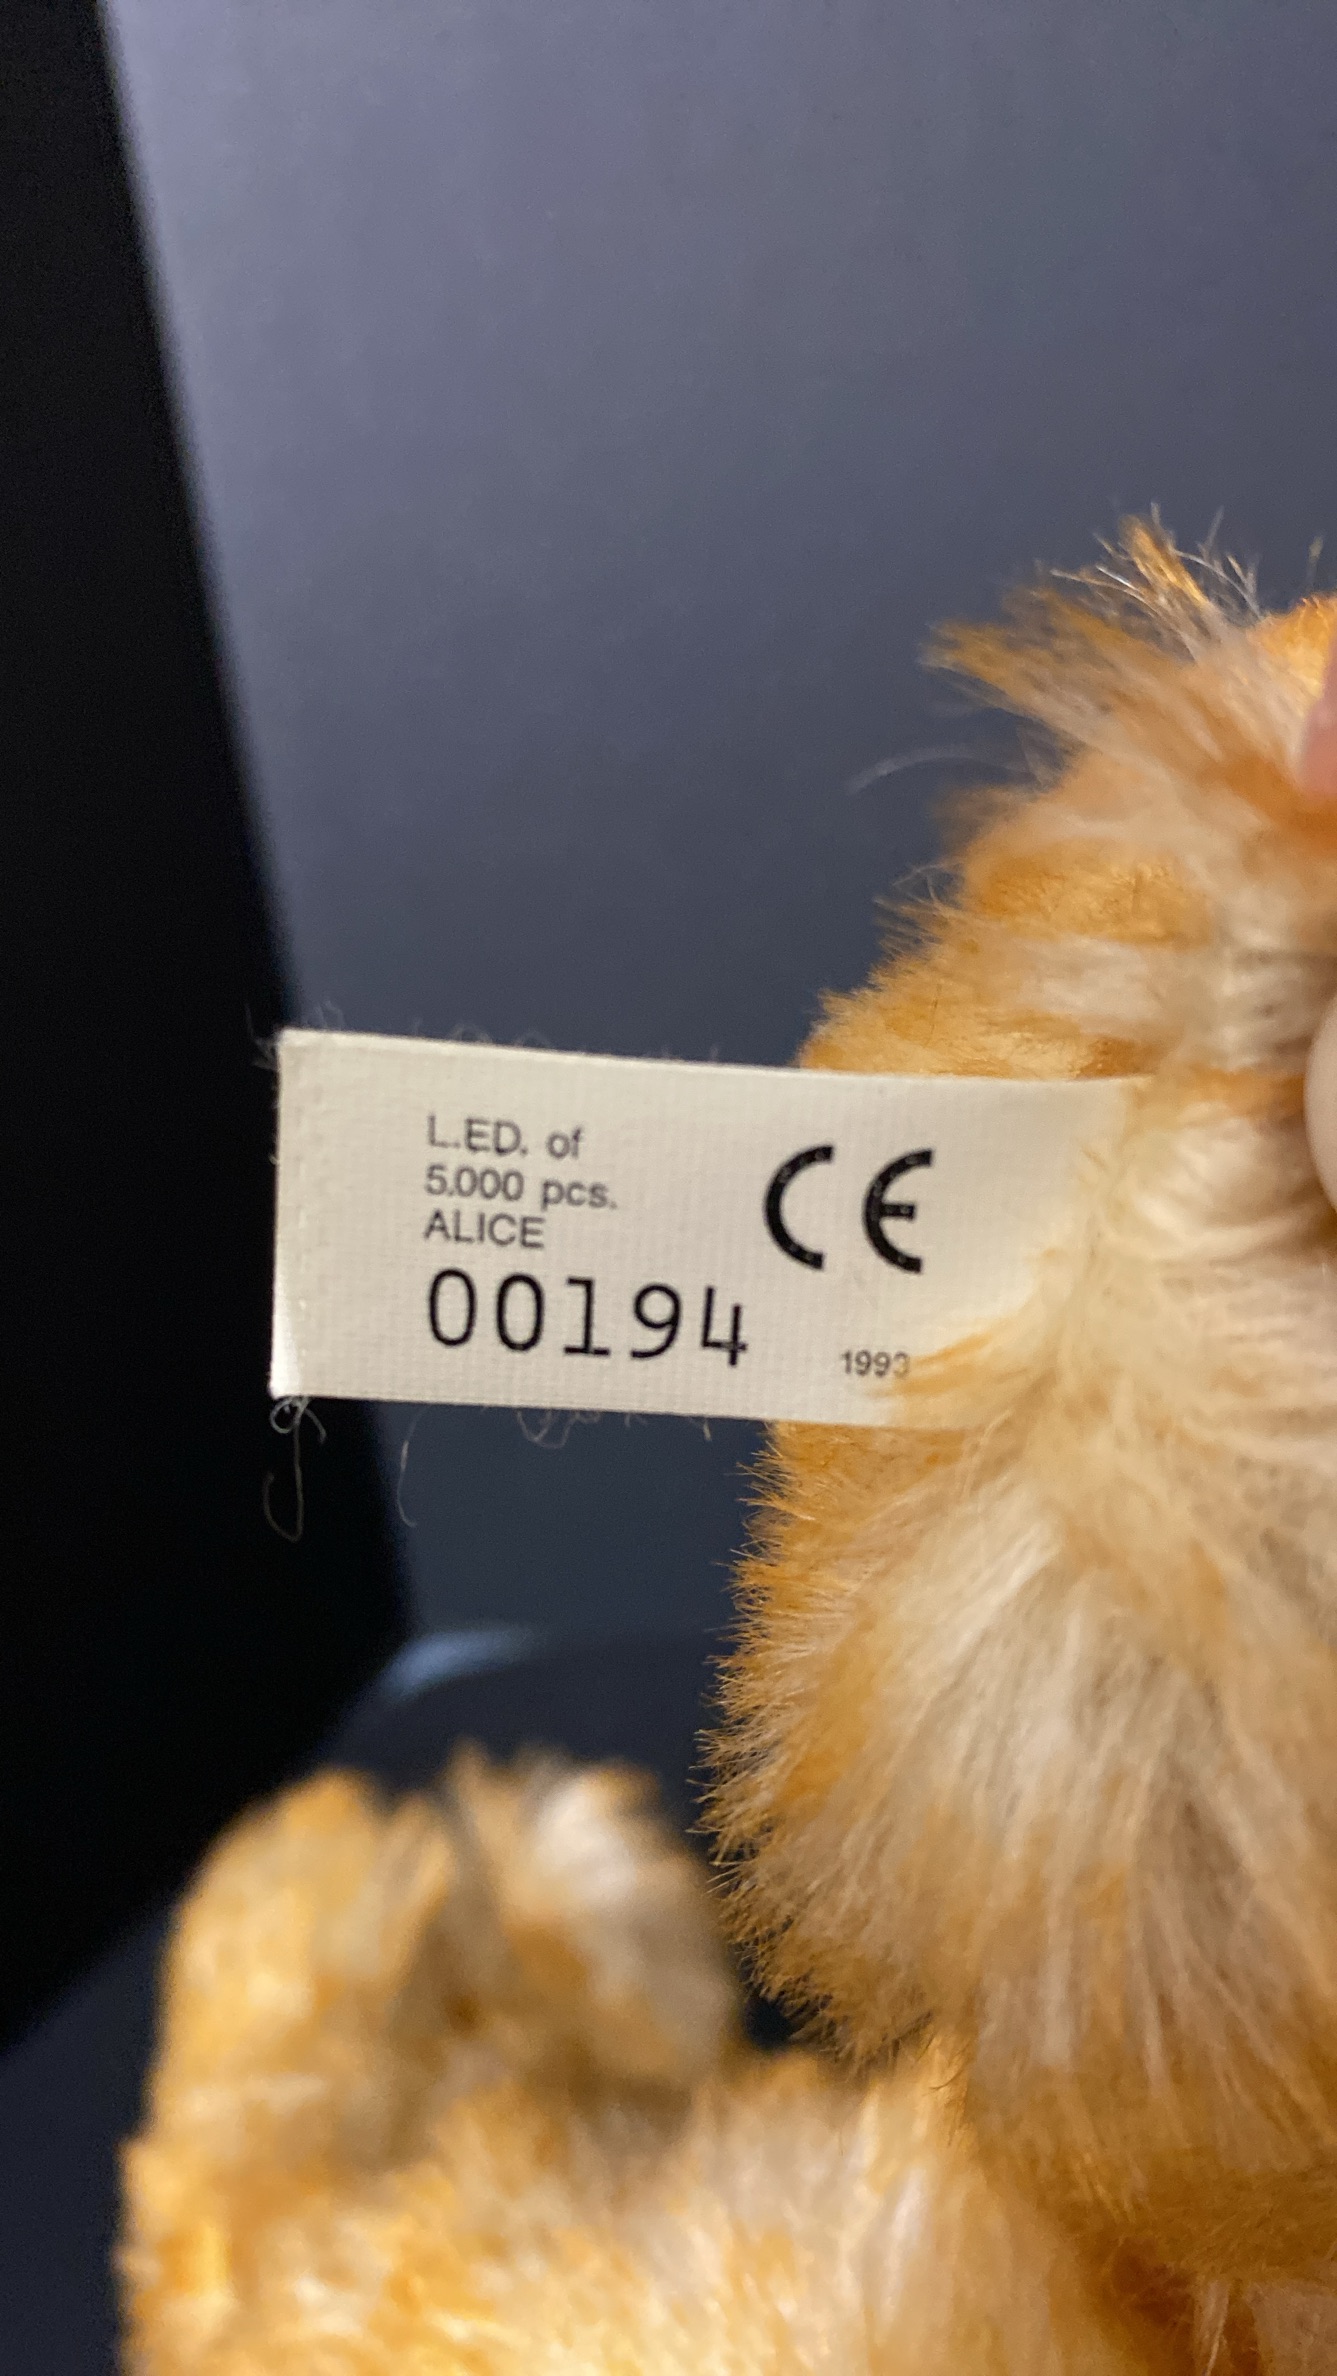 L.ED. of
5.000 pcs.
ALICE
00194
CE
1993